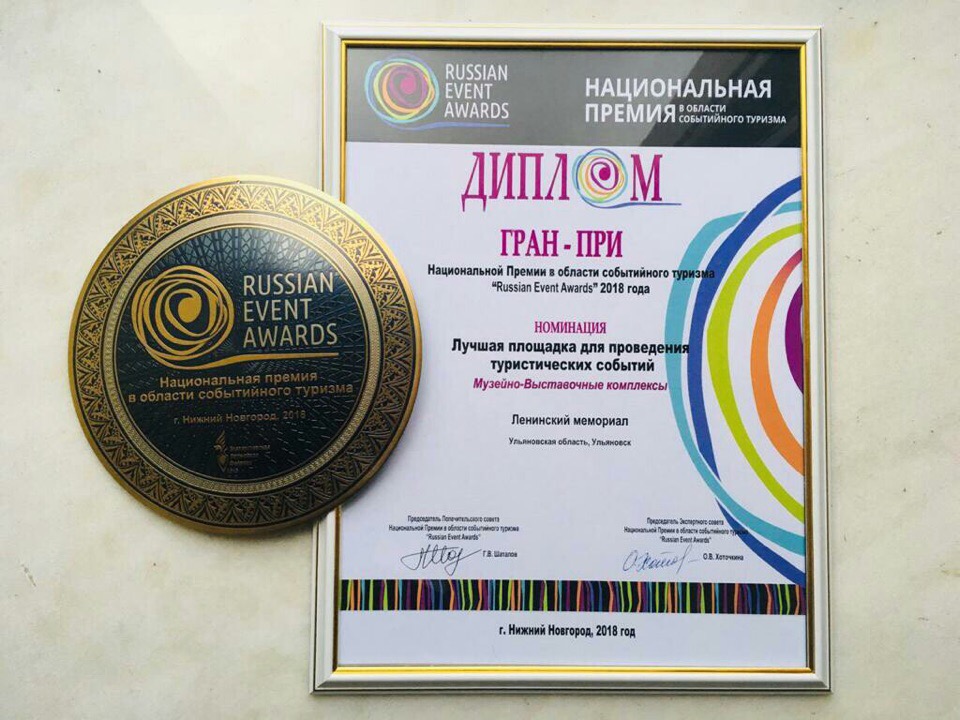 RUSSIAN
EVENT
AWARDS
Национальная премия
в области событийного туризма
г. Нижний Новгород, 2018
RUSSIAN
EVENT
AWARDS
НАЦИОНАЛЬНАЯ
ПРЕМИЯ В ОБЛАСТИ
СОБЫТИЙНОГО ТУРИЗМА
ДИПЛОМ
ГРАН - ПРИ
Национальной Премии в области событийного туризма
“Russian Event Awards” 2018 года
НОМИНАЦИЯ
Лучшая площадка для проведения
туристических событий
Музейно-Выставочные комплексы
Ленинский мемориал
Ульяновская область, Ульяновск
Председатель Попечительского совета
Национальной Премии в области событийного туризма
“Russian Event Awards”
Г.В. Шаталов
Председатель Экспертного совета
Национальной Премии в области событийного туризма
“Russian Event Awards”
О.В. Хоточкина
г. Нижний Новгород, 2018 год